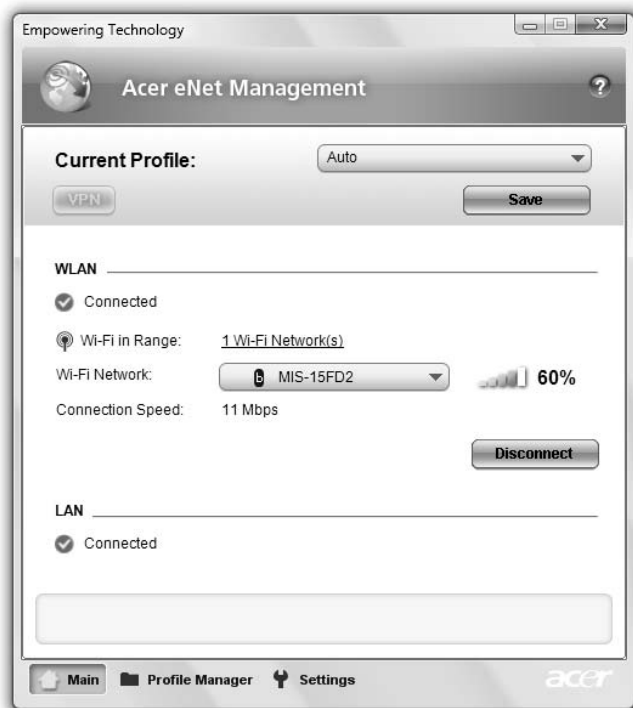 Empowering Technology
Acer eNet Management
?
Current Profile:
Auto
VPN
Save
WLAN
Connected
Wi-Fi in Range:
1 Wi-Fi Network(s)
Wi-Fi Network:
b MIS-15FD2
60%
Connection Speed:
11 Mbps
Disconnect
LAN
Connected
Main
Profile Manager
Settings
acer